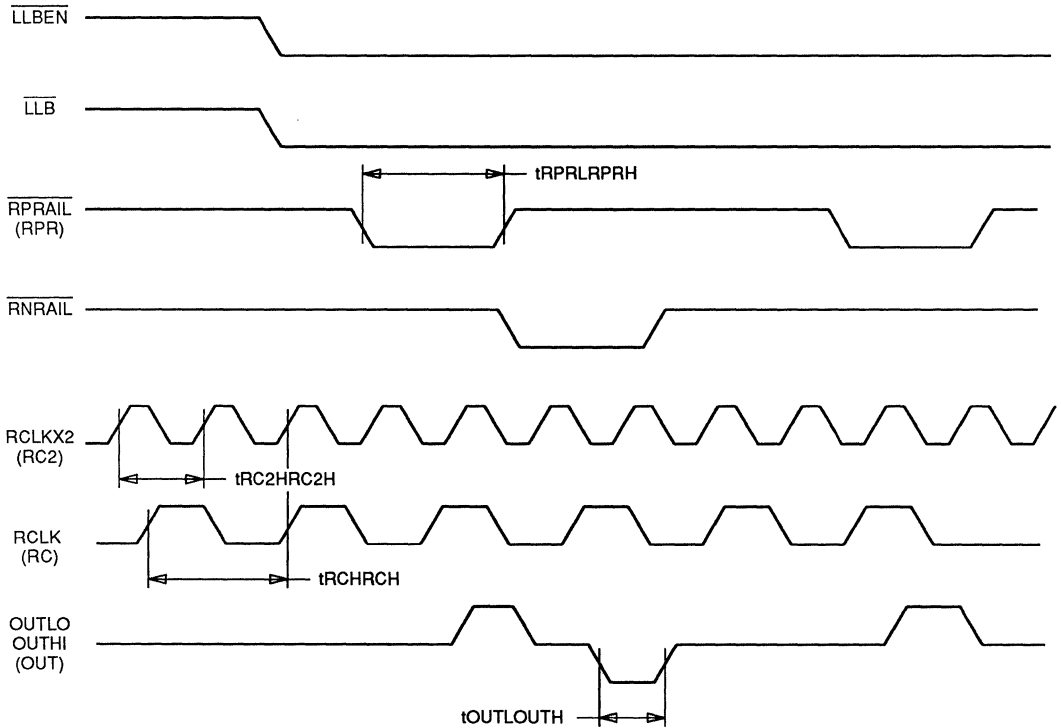 LLBEN
LLB
tRPRLRPRH
RPRAIL
(RPR)
RNRAIL
RCLKX2
(RC2)
tRC2HRC2H
RCLK
(RC)
tRCHRCH
OUTLO
OUTHI
(OUT)
tOUTLOUTH